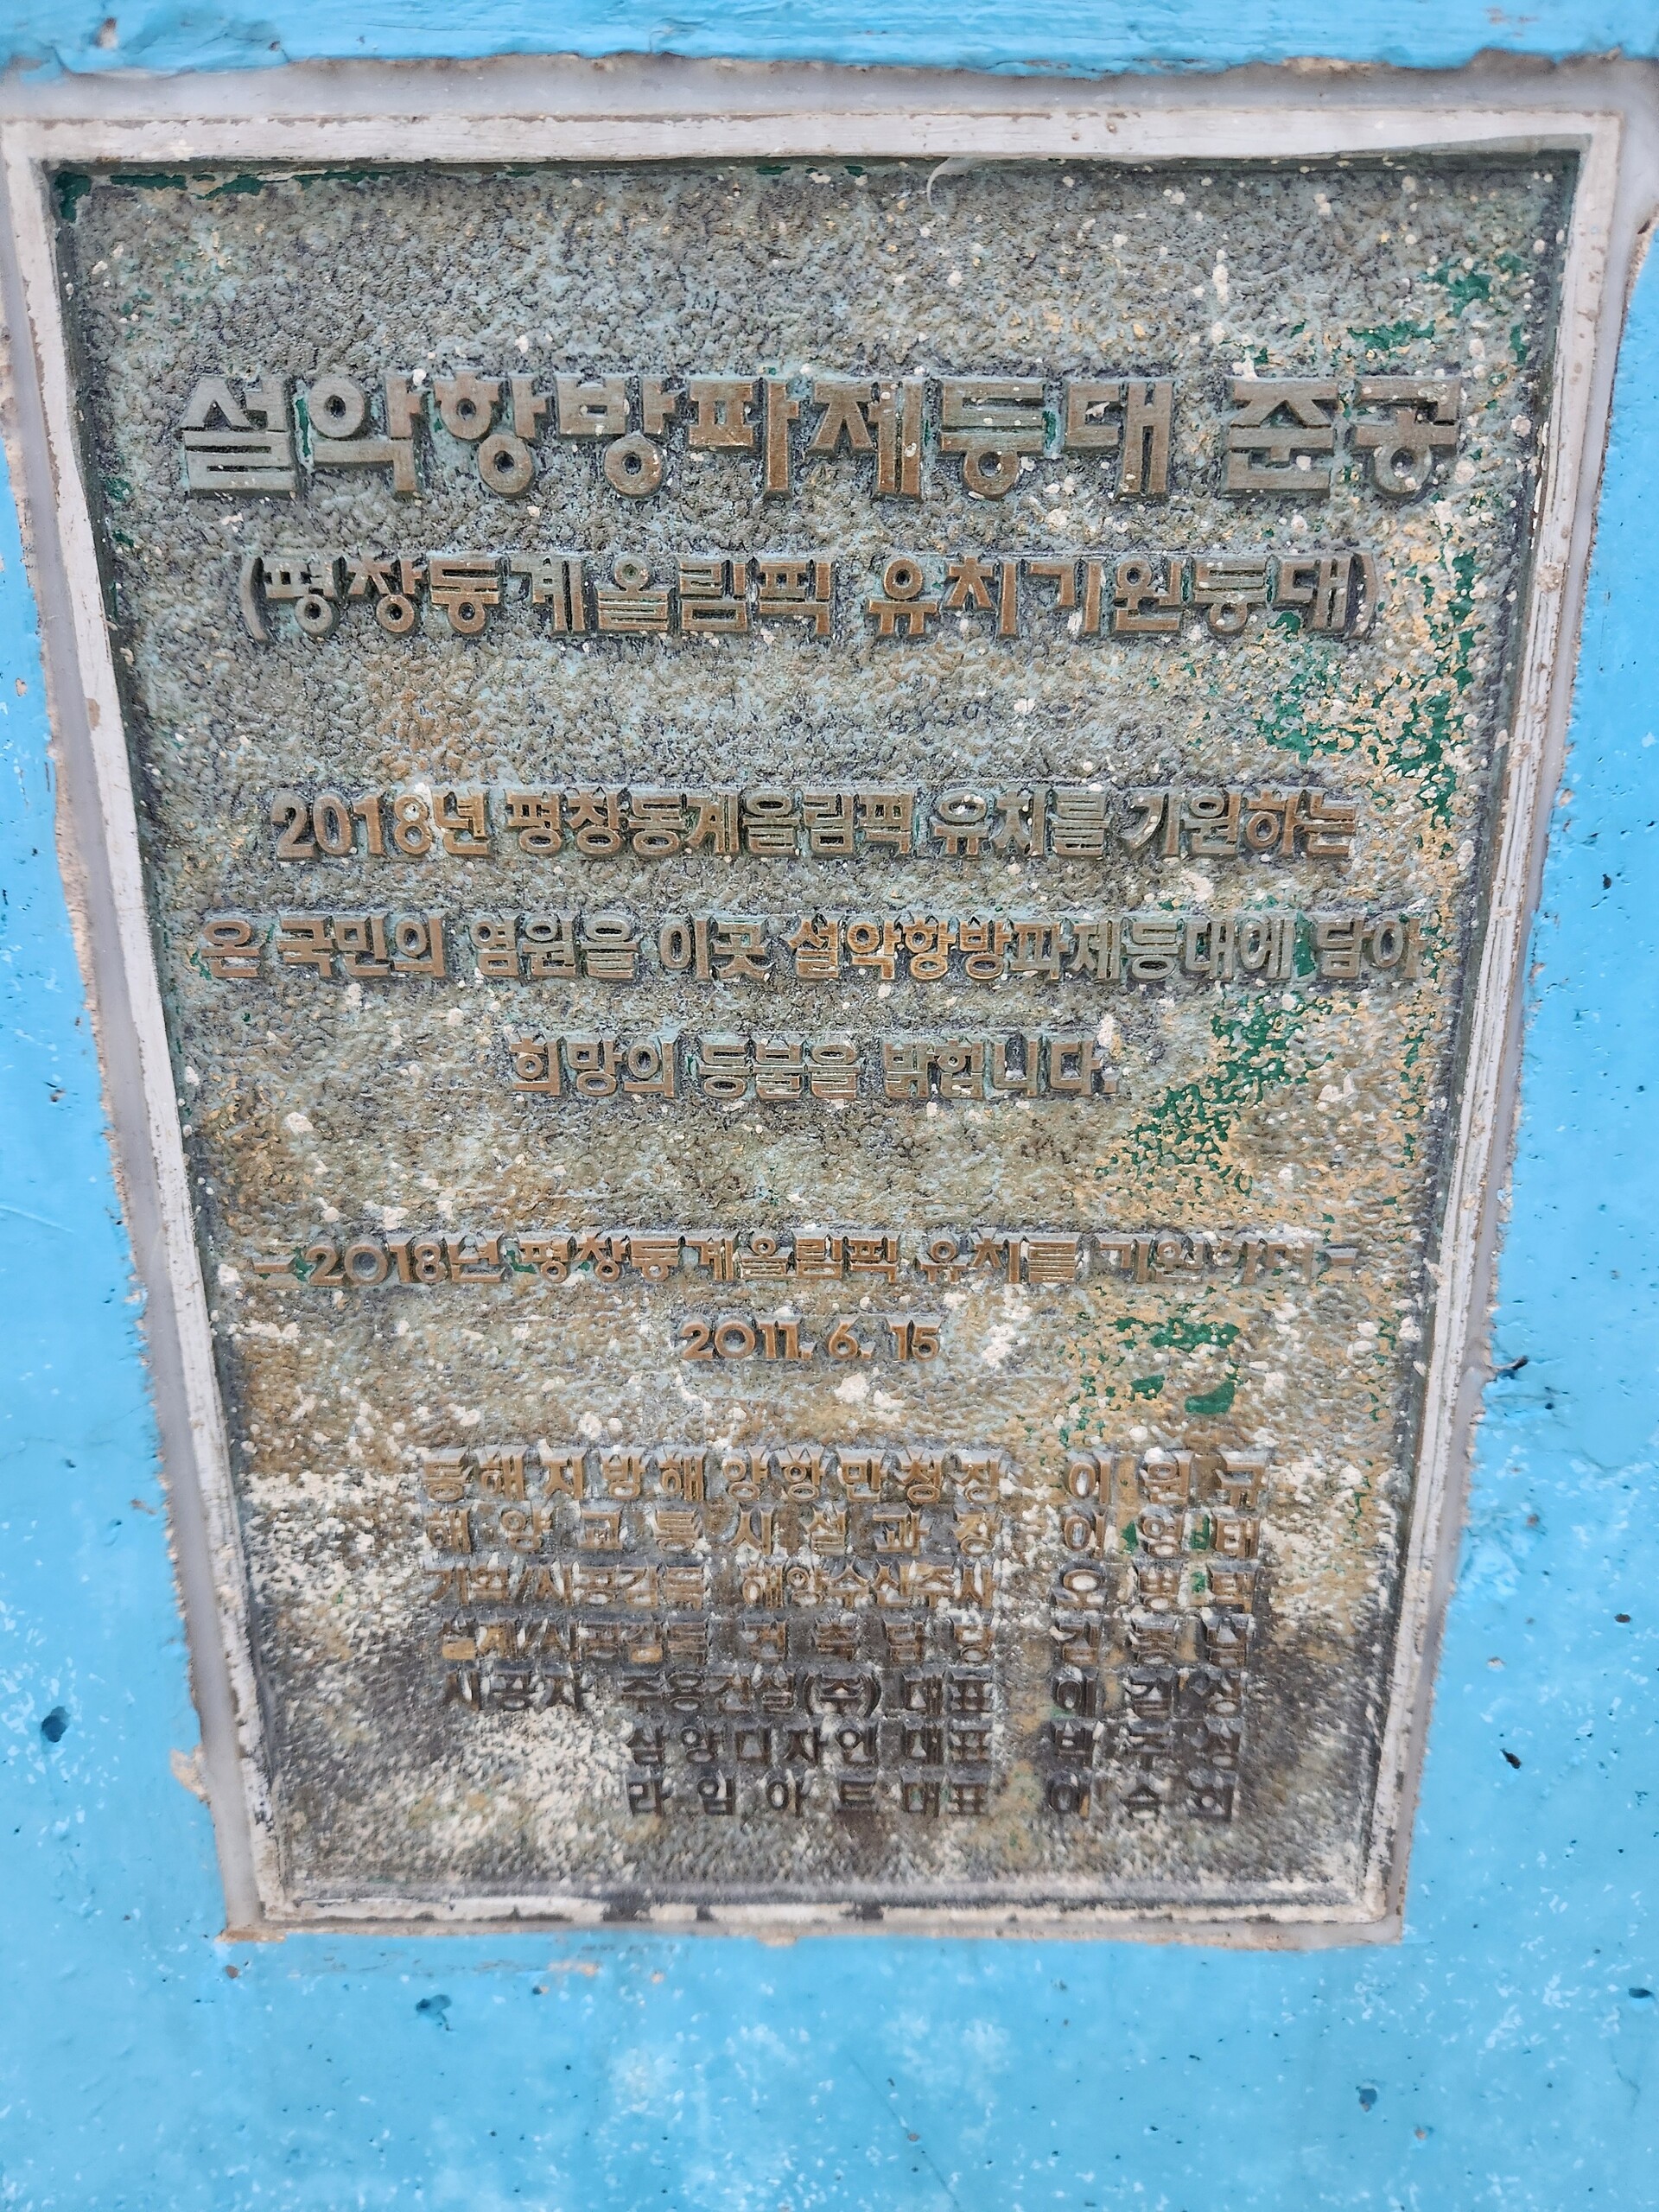 설악항방파제등대 준공
(평창동계올림픽 유치기원등대)
2018년 평창동계올림픽 유치를 기원하는
온 국민의 염원을 이곳 설악항방파제등대에 담아
희망의 등불을 밝힙니다.
- 2018년 평창동계올림픽 유치를 기원하며 -
2011. 6. 15
동해지방해양항만청장 이원규
해양교통시설과장 이영태
기획/시공감독 해양수산주사 오병택
설계/시공감독 건축담당
시공자 주용건설(주) 대표
삼양디자인 대표 박주성
라임아트 대표 이승희